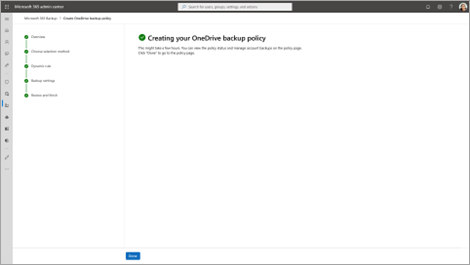 Microsoft 365 admin center
Search for users, groups, settings, and actions
Microsoft 365 Backup / Create OneDrive backup policy
Overview
Choose selection method
Dynamic rule
Backup settings
Review and finish
Creating your OneDrive backup policy
This might take a few hours. You can view the policy status and manage account backups on the policy page.
Click "Done" to go to the policy page.
Done